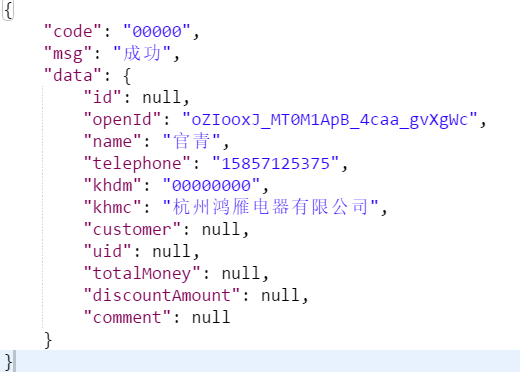 {
"code": "00000",
"msg": "成功",
"data": {
"id": null,
"openId": "oZIooxJ_MT0M1ApB_4caa_gvXgWc",
"name": "官青",
"telephone": "15857125375",
"khdm": "00000000",
"khmc": "杭州鸿雁电器有限公司",
"customer": null,
"uid": null,
"totalMoney": null,
"discountAmount": null,
"comment": null
}
}